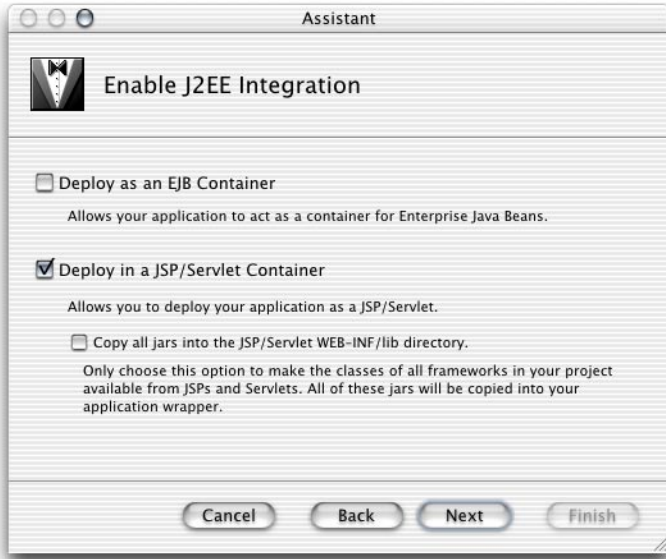 Assistant
Enable J2EE Integration
Deploy as an EJB Container
Allows your application to act as a container for Enterprise Java Beans.
Deploy in a JSP/Servlet Container
Allows you to deploy your application as a JSP/Servlet.
Copy all jars into the JSP/Servlet WEB-INF/lib directory.
Only choose this option to make the classes of all frameworks in your project
available from JSPs and Servlets. All of these jars will be copied into your
application wrapper.
Cancel Back Next Finish